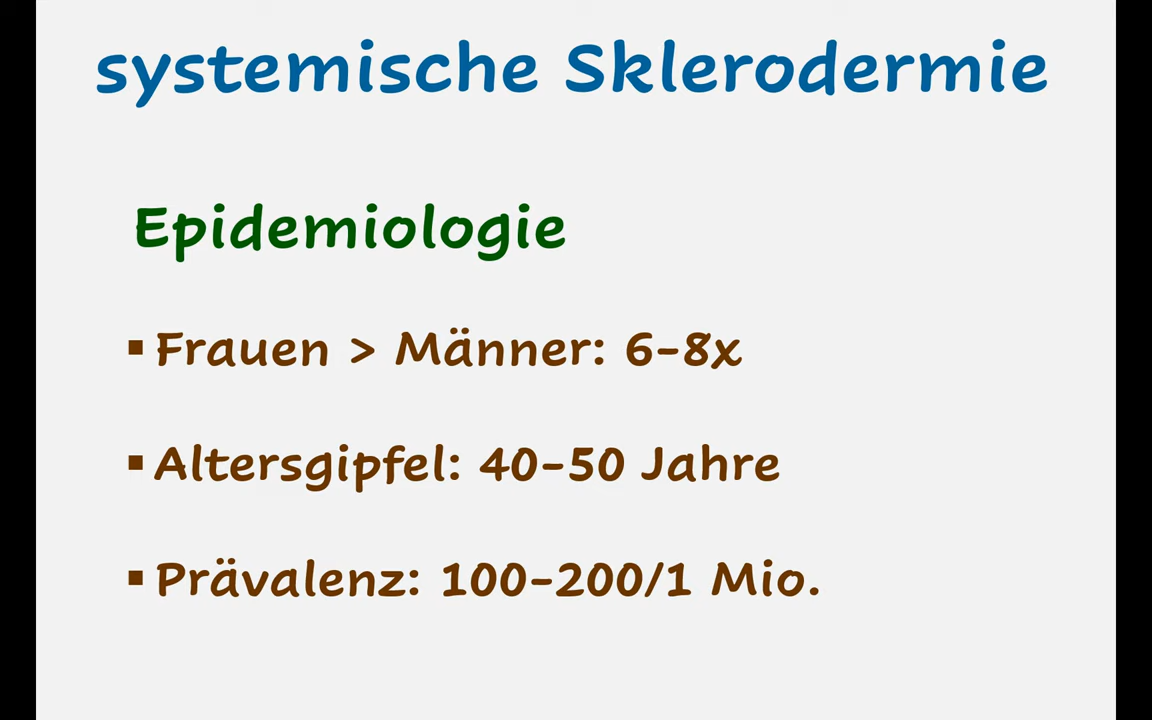 systemische Sklerodermie
Epidemiologie
▪ Frauen > Männer: 6-8x
▪ Altersgipfel: 40-50 Jahre
▪ Prävalenz: 100-200/1 Mio.